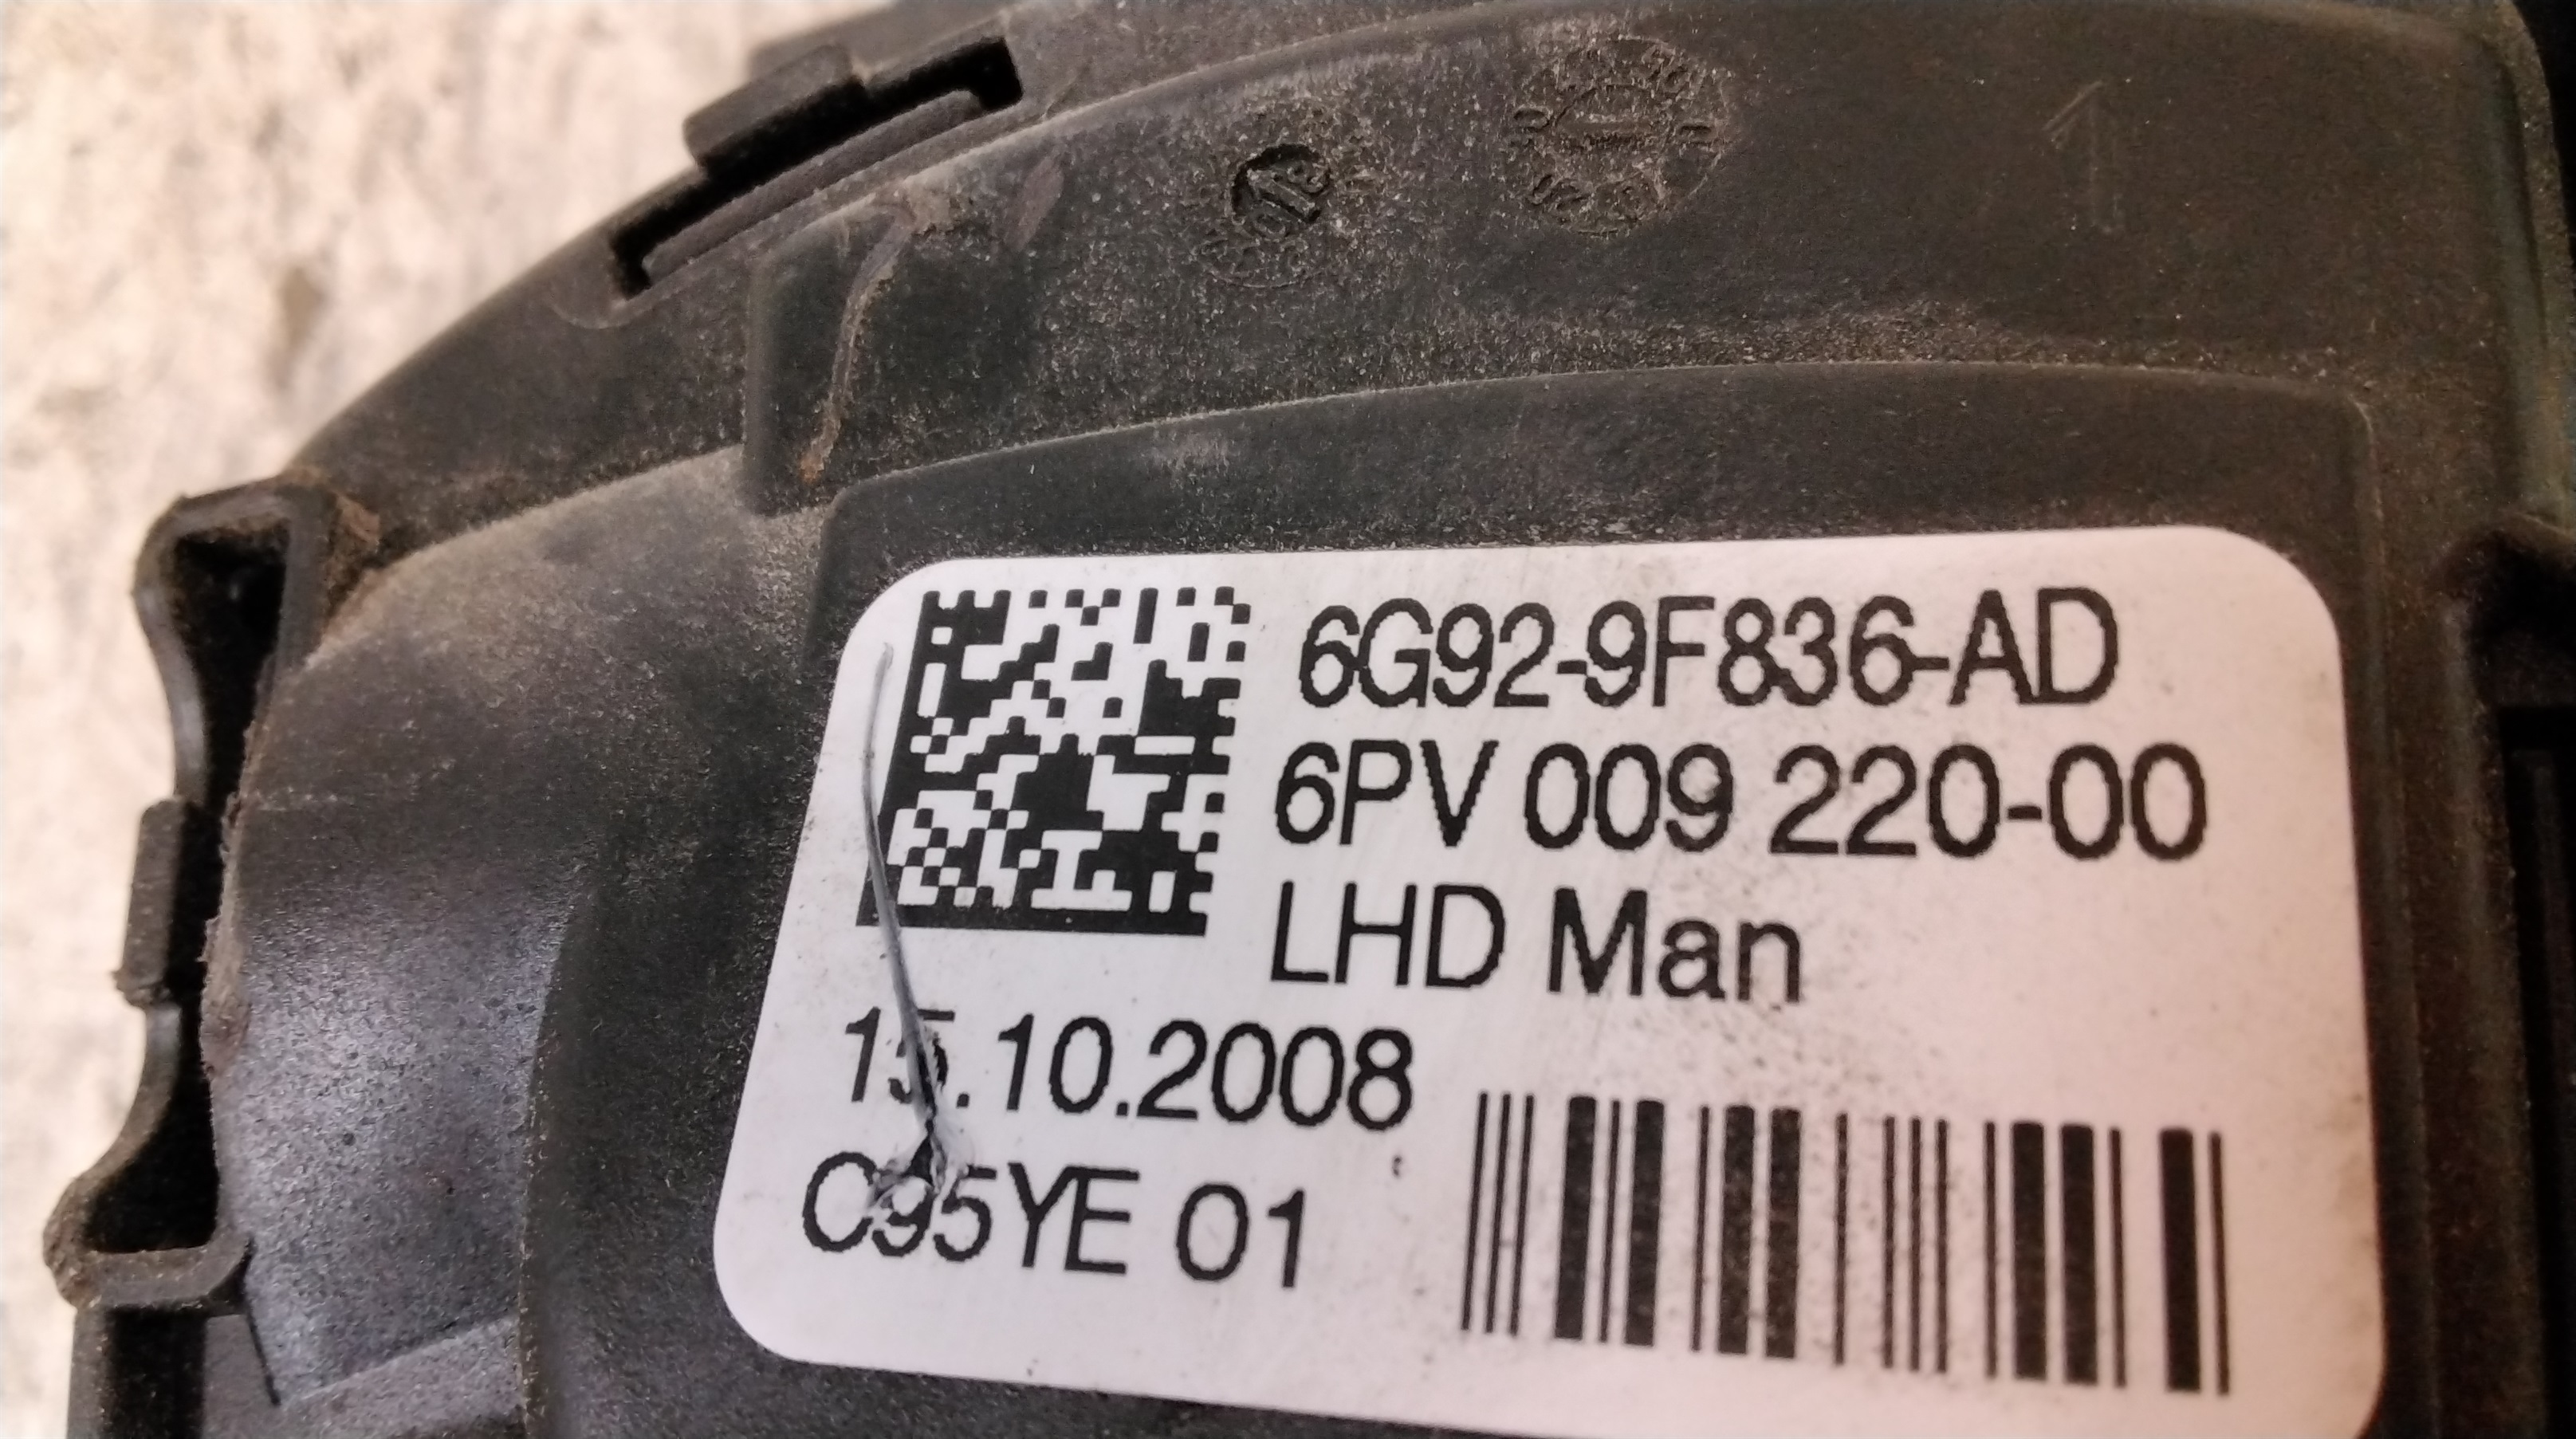 6G92-9F836-AD
6PV 009 220-00
LHD Man
15.10.2008
C95YE 01